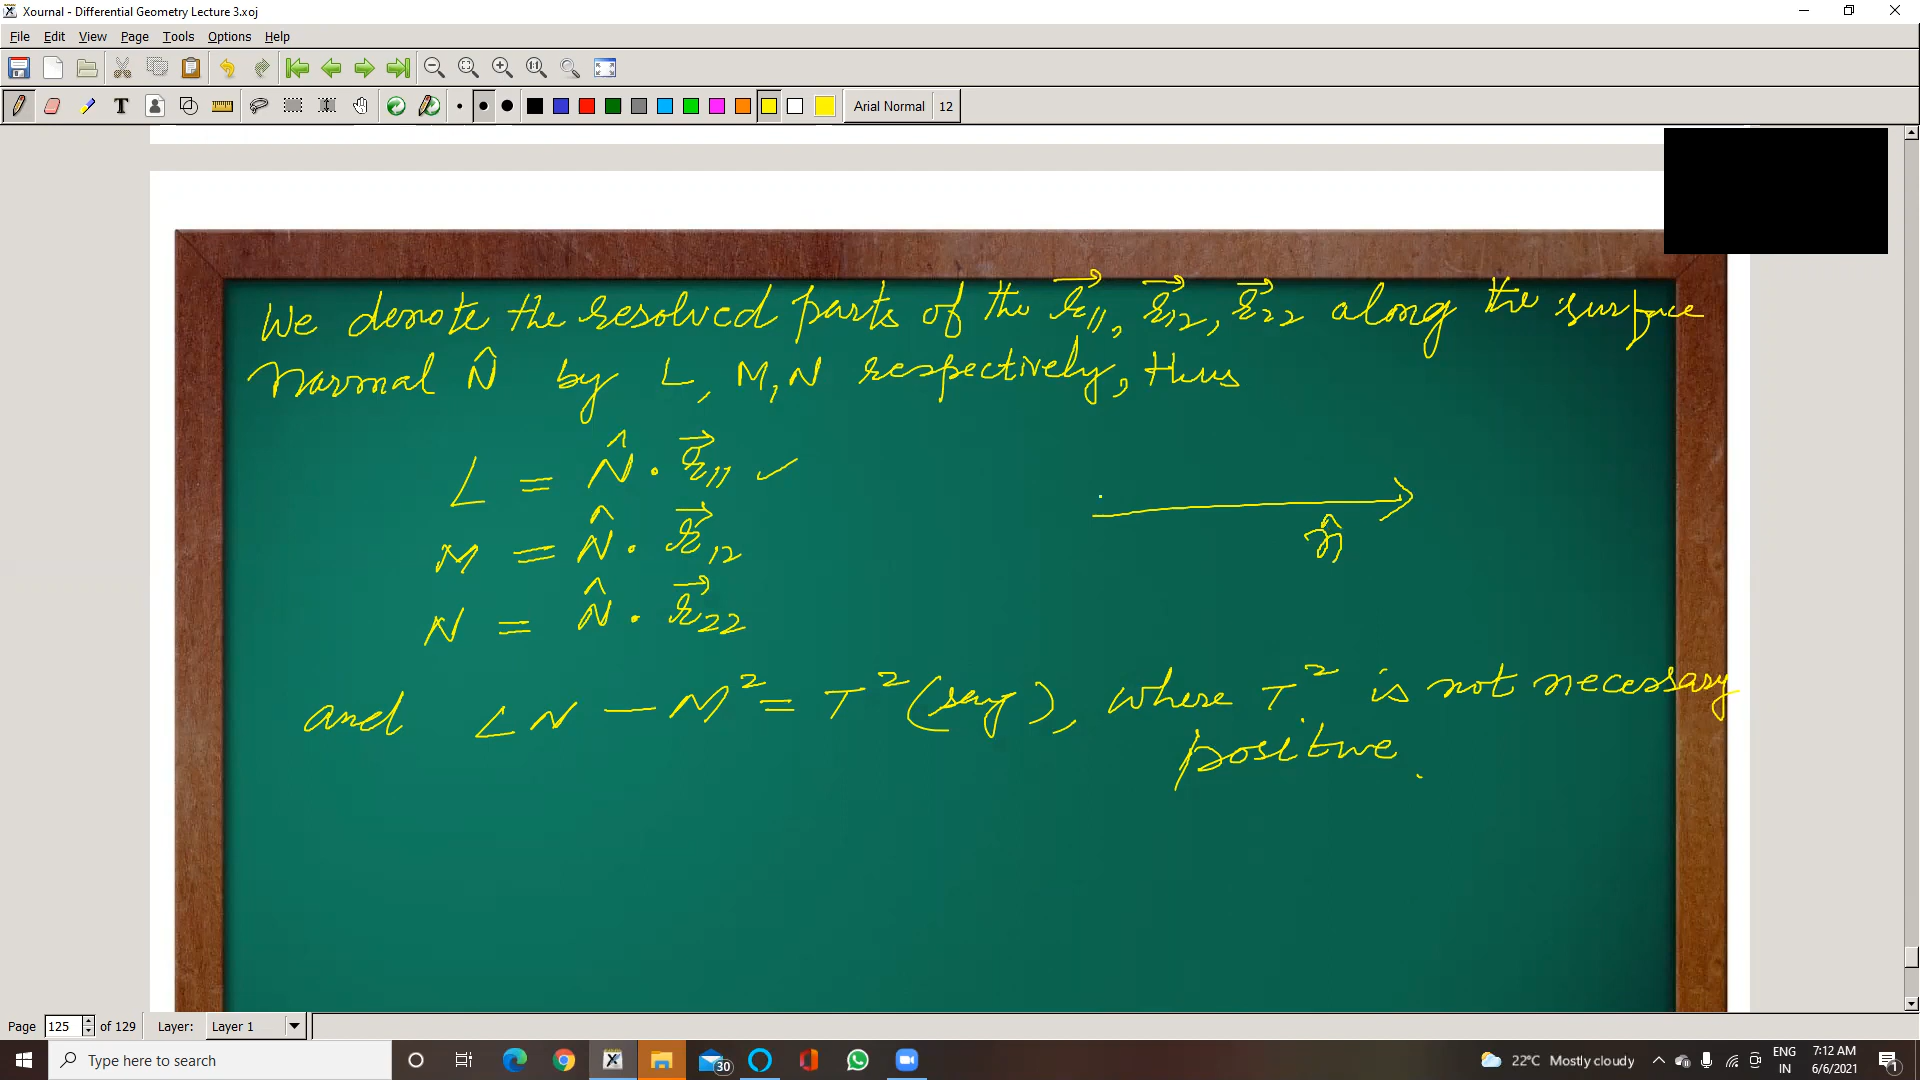 Xournal - Differential Geometry Lecture 3.xoj
File Edit View Page Tools Options Help
Arial Normal 12
We denote the resolved parts of the r⃗₁₁, r⃗₁₂, r⃗₂₂ along the surface
normal N̂ by L, M, N respectively, thus
L = N̂ · r⃗₁₁ ✓
M = N̂ · r⃗₁₂
N = N̂ · r⃗₂₂
n̂
and LN − M² = T² (say), where T² is not necessary
positive.
Page 125 of 129 Layer: Layer 1
Type here to search
30
22°C Mostly cloudy
ENG
IN
7:12 AM
6/6/2021
1